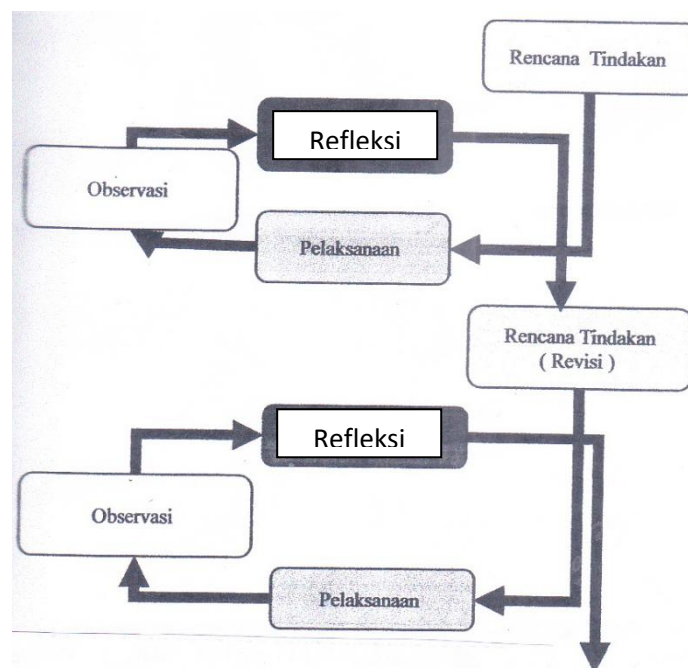 Rencana Tindakan
Refleksi
Observasi
Pelaksanaan
Rencana Tindakan
( Revisi )
Refleksi
Observasi
Pelaksanaan